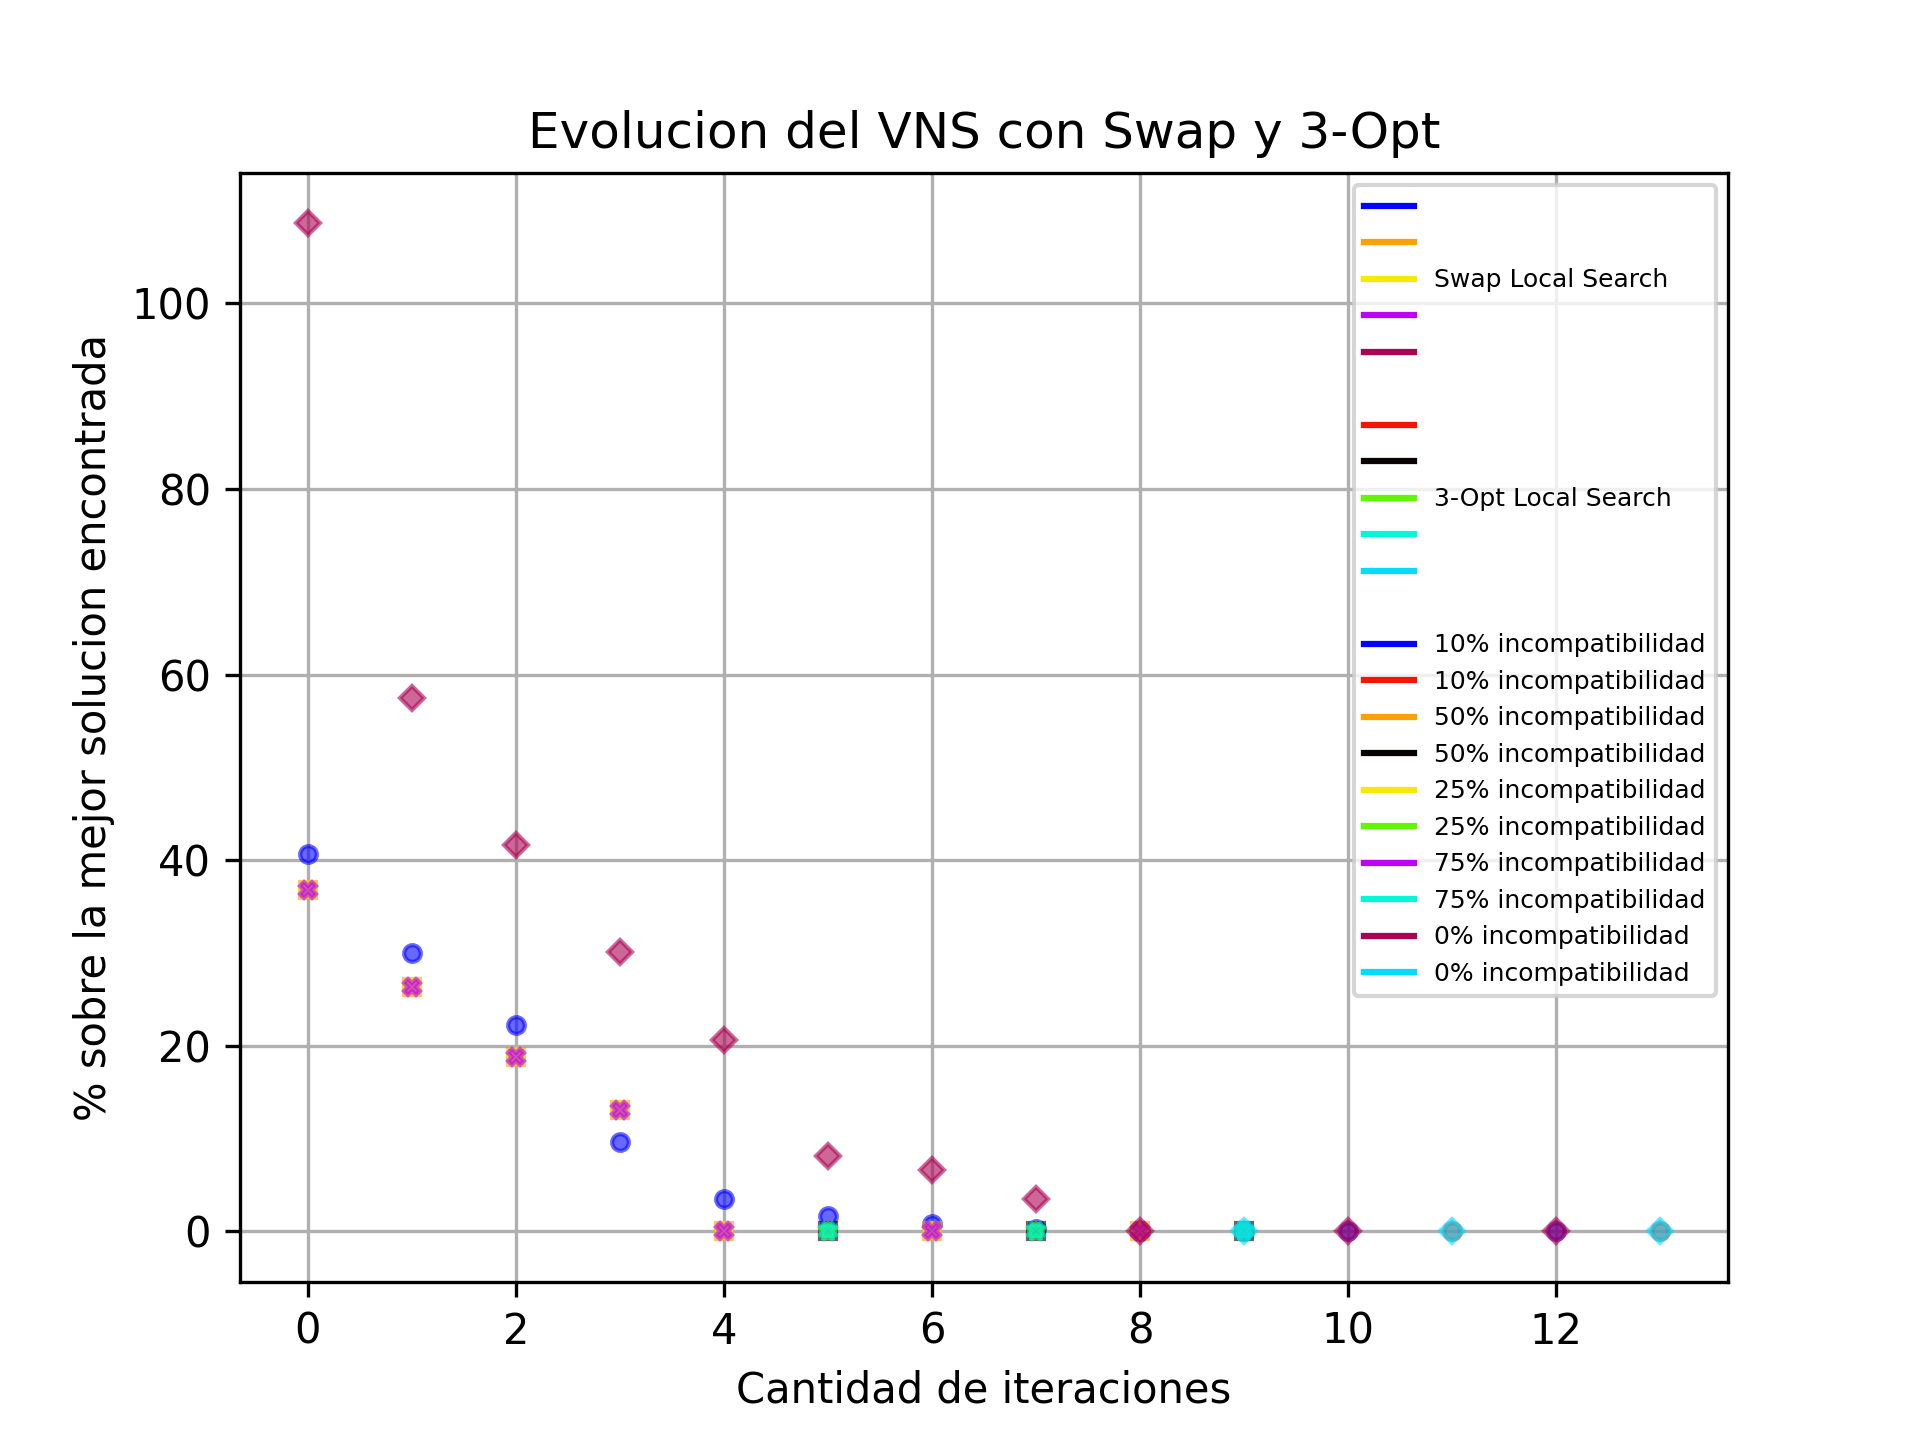 Evolucion del VNS con Swap y 3-Opt
% sobre la mejor solucion encontrada
100
80
60
40
20
0
Swap Local Search
3-Opt Local Search
10% incompatibilidad
10% incompatibilidad
50% incompatibilidad
50% incompatibilidad
25% incompatibilidad
25% incompatibilidad
75% incompatibilidad
75% incompatibilidad
0% incompatibilidad
0% incompatibilidad
0 2 4 6 8 10 12
Cantidad de iteraciones